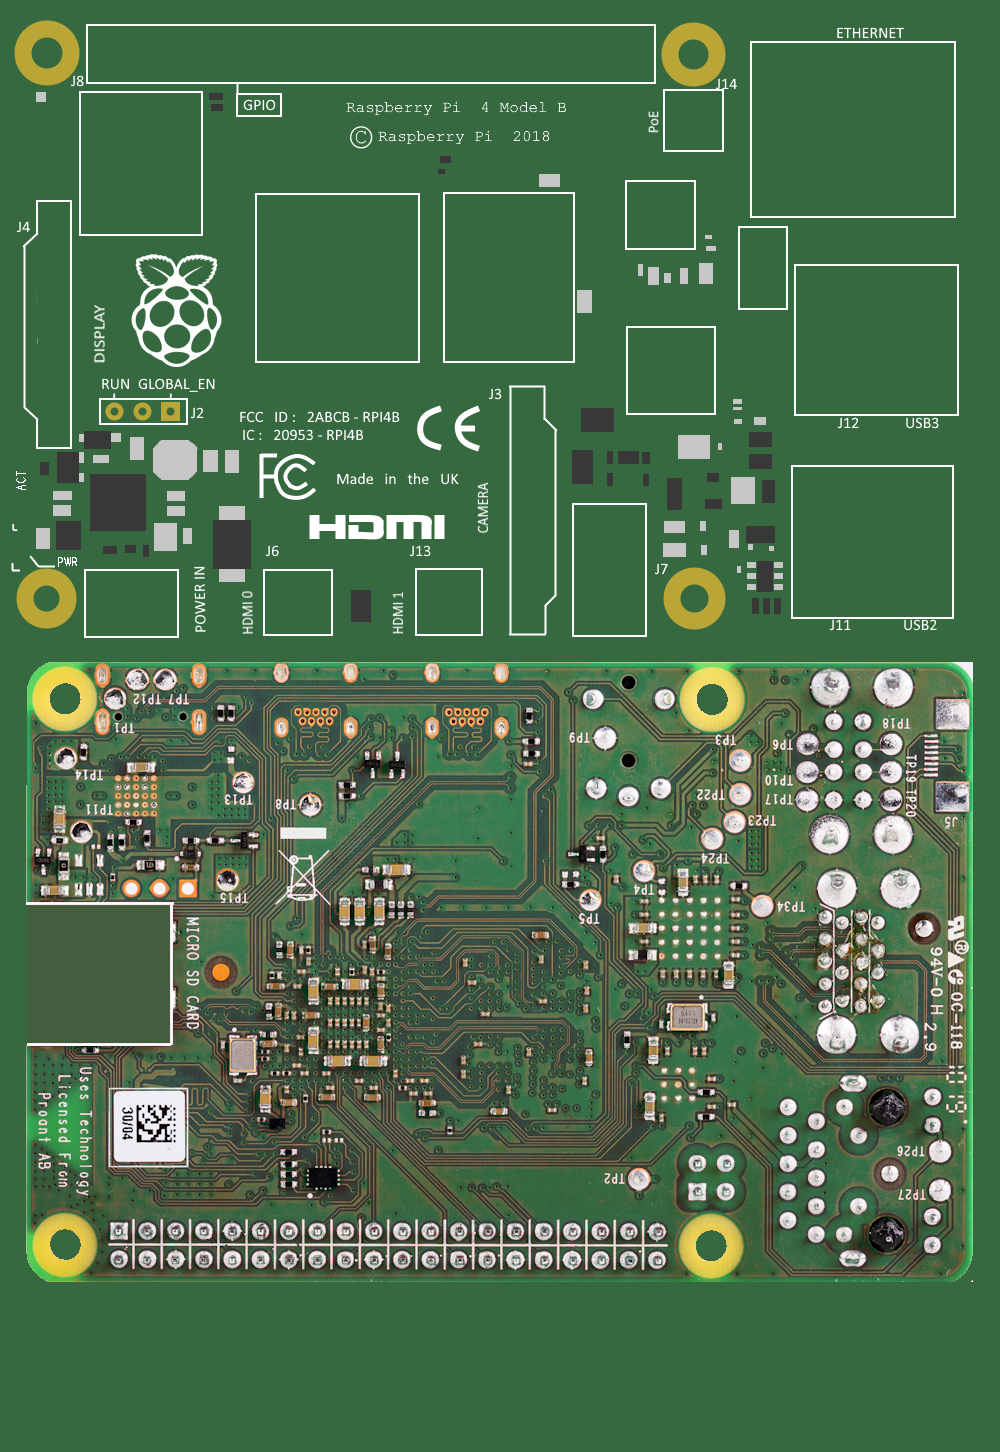 ETHERNET
J8
J14
GPIO
Raspberry Pi 4 Model B
© Raspberry Pi 2018
PoE
J4
DISPLAY
RUN GLOBAL_EN
J2
J3
J12 USB3
FCC ID : 2ABCB - RPI4B
IC : 20953 - RPI4B
CE
FC
Made in the UK
ACT
CAMERA
HDMI
PWR
J6
J13
J7
POWER IN
HDMI 0
HDMI 1
J11 USB2
TP12
TP7
TP1
TP18
TP9
TP3
TP6
TP14
TP10
TP19
TP13
TP22
TP17
TP20
TP11
TP8
TP23
J5
TP24
TP15
TP4
TP5
TP34
MICRO SD CARD
94V-0 H 2.9
Uses Technology
Licensed From
Proant AB
30/04
TP26
TP2
TP27